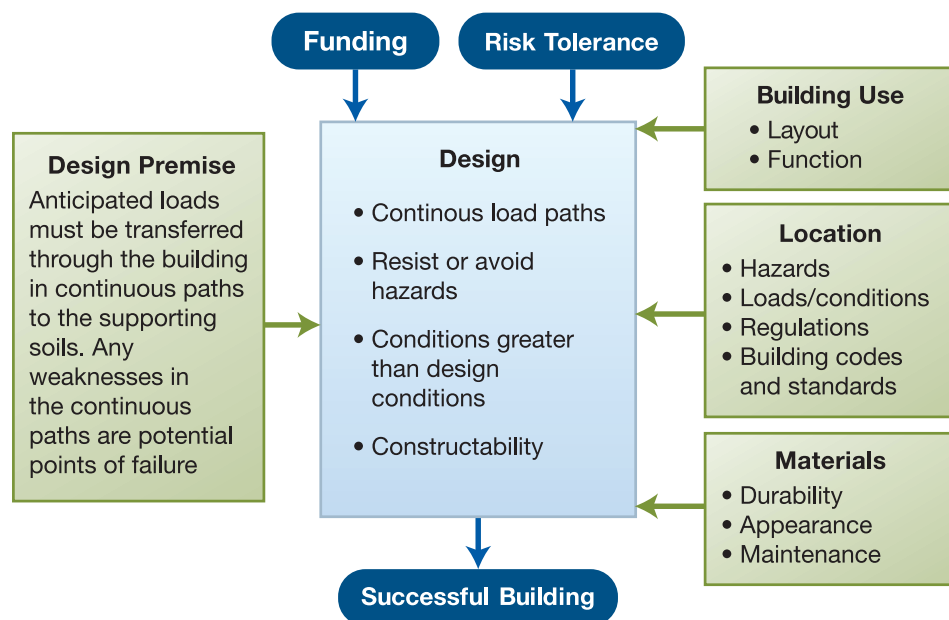 Funding
Risk Tolerance
Design Premise
Anticipated loads
must be transferred
through the building
in continuous paths
to the supporting
soils. Any
weaknesses in
the continuous
paths are potential
points of failure
Design
• Continous load paths
• Resist or avoid
hazards
• Conditions greater
than design
conditions
• Constructability
Building Use
• Layout
• Function
Location
• Hazards
• Loads/conditions
• Regulations
• Building codes
and standards
Materials
• Durability
• Appearance
• Maintenance
Successful Building